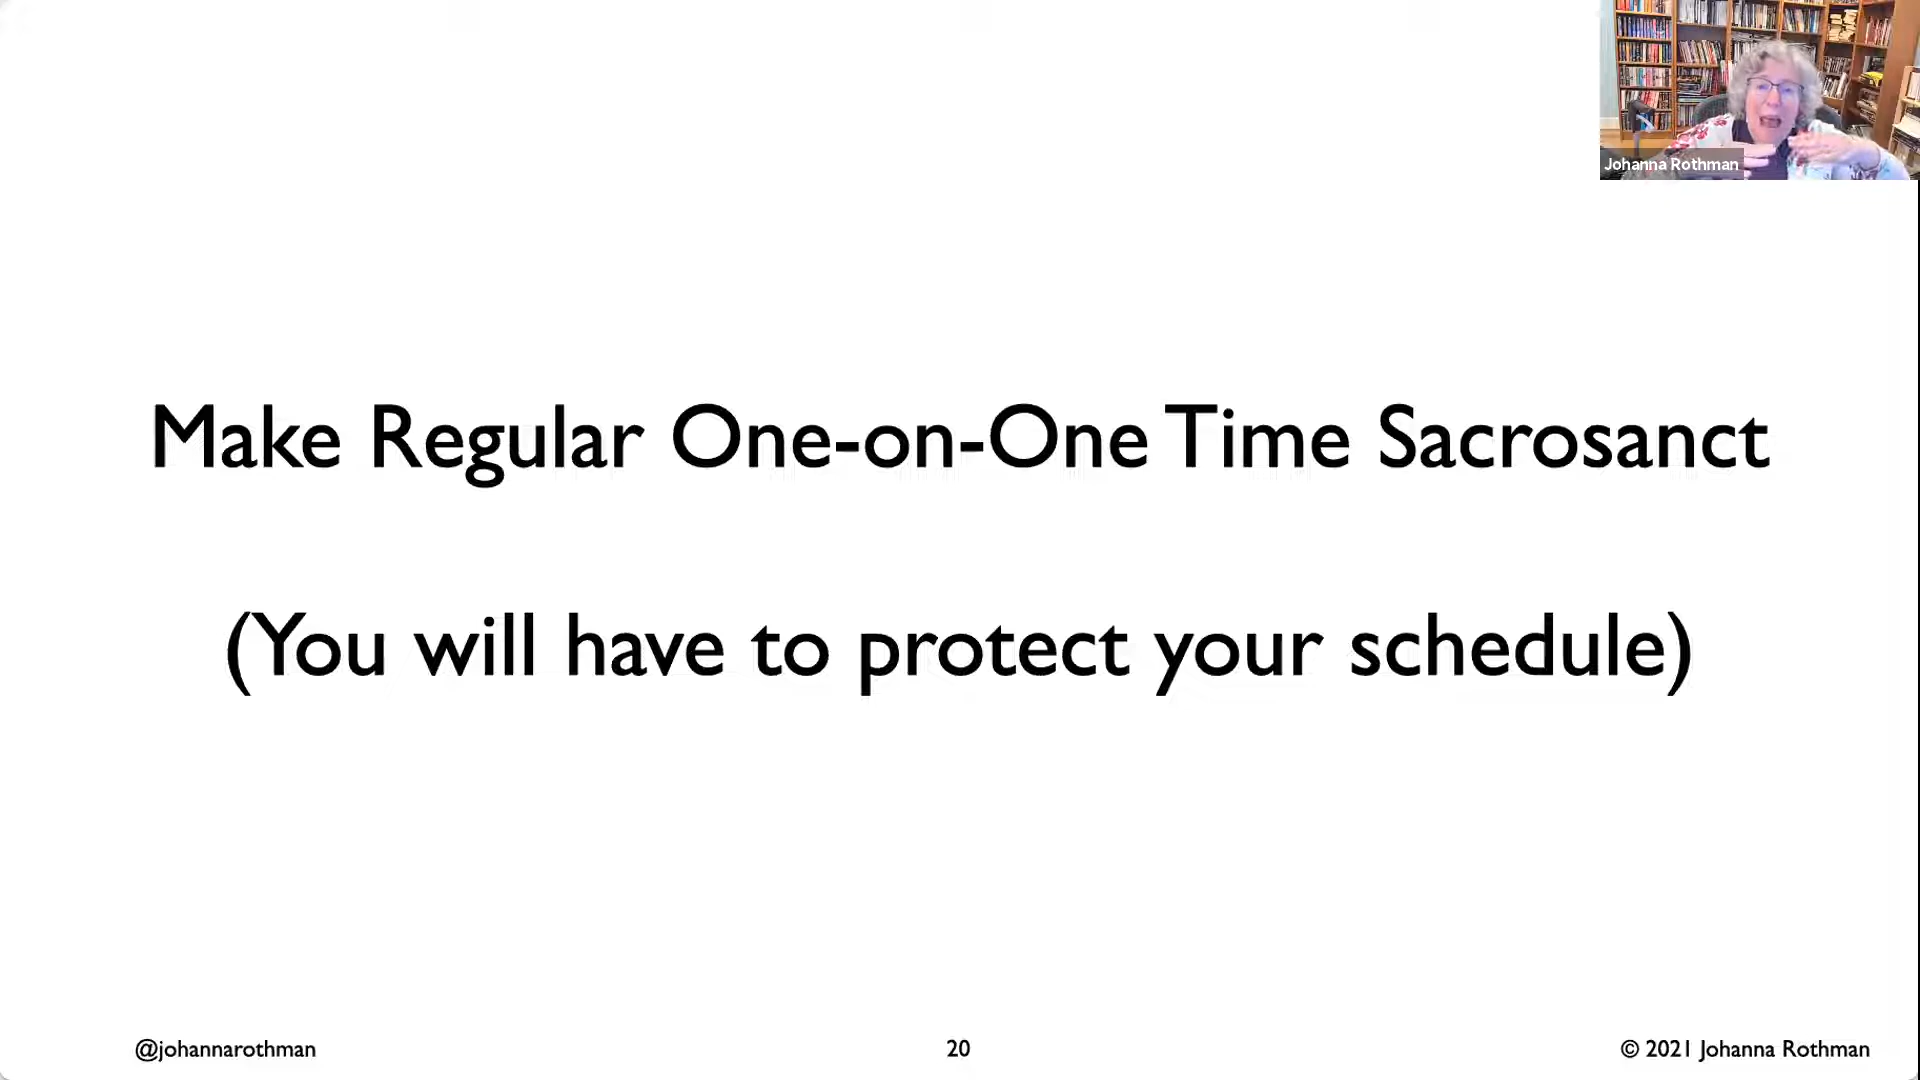 Johanna Rothman
Make Regular One-on-One Time Sacrosanct
(You will have to protect your schedule)
@johannarothman
20
© 2021 Johanna Rothman